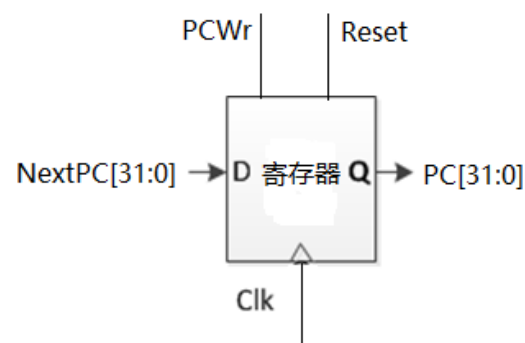 PCWr
Reset
NextPC[31:0]
D 寄存器 Q
PC[31:0]
Clk